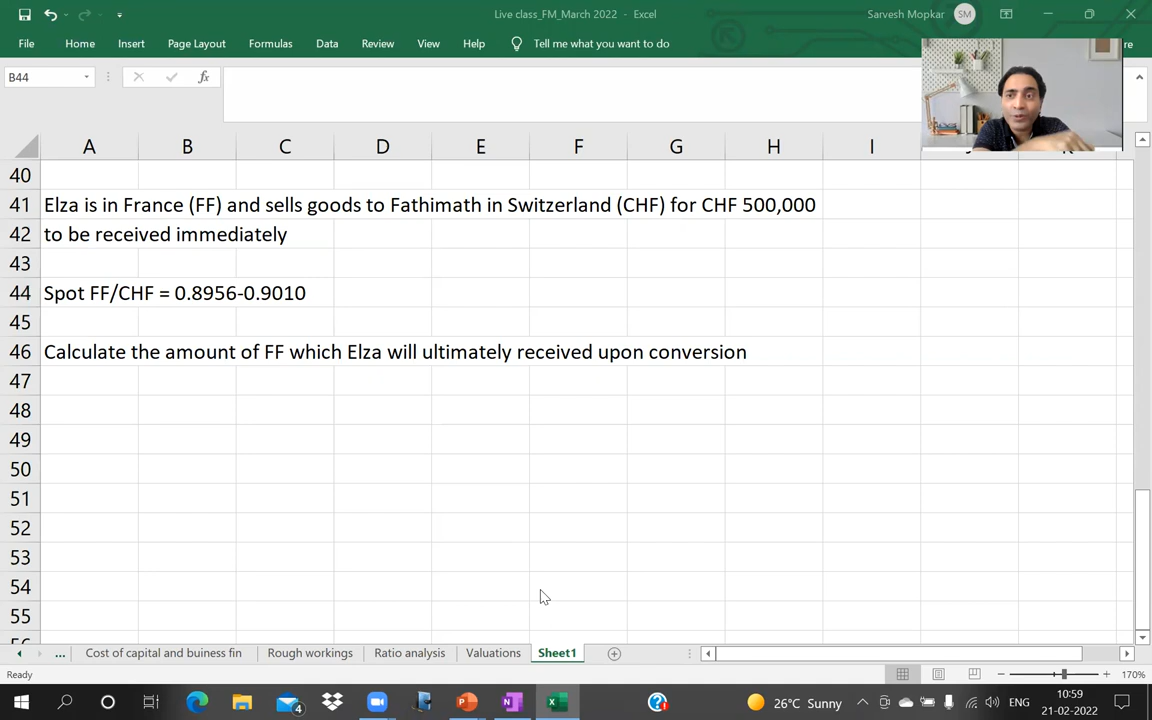 Live class_FM_March 2022 - Excel
Sarvesh Mopkar
SM
File Home Insert Page Layout Formulas Data Review View Help Tell me what you want to do
re
B44
fx
A B C D E F G H I
40
41 Elza is in France (FF) and sells goods to Fathimath in Switzerland (CHF) for CHF 500,000
42 to be received immediately
43
44 Spot FF/CHF = 0.8956-0.9010
45
46 Calculate the amount of FF which Elza will ultimately received upon conversion
47
48
49
50
51
52
53
54
55
... Cost of capital and buiness fin Rough workings Ratio analysis Valuations Sheet1
Ready
170%
4
26°C Sunny
ENG
10:59
21-02-2022